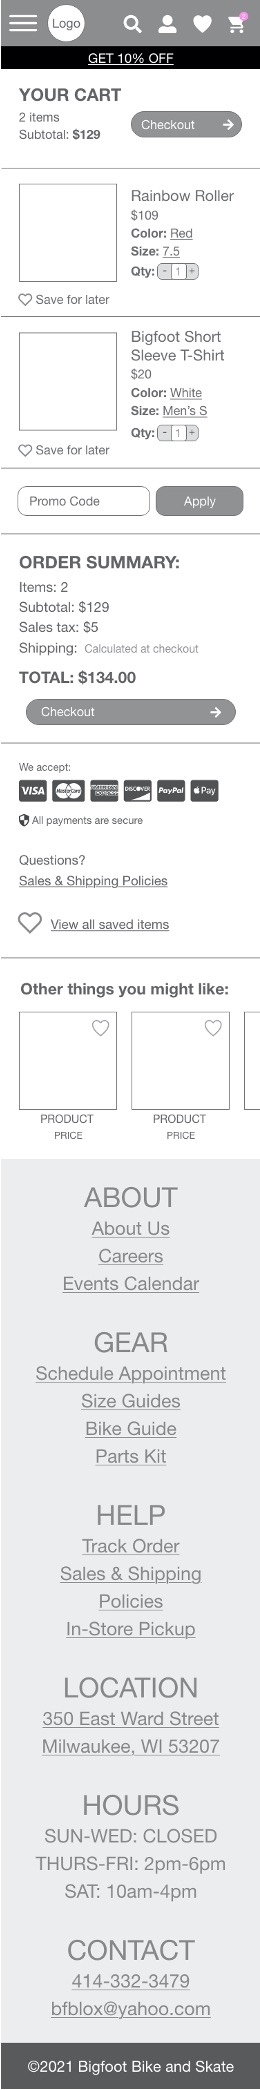 Logo
GET 10% OFF
YOUR CART
2 items
Subtotal: $129
Checkout
Rainbow Roller
$109
Color: Red
Size: 7.5
Qty: - 1 +
Save for later
Bigfoot Short
Sleeve T-Shirt
$20
Color: White
Size: Men's S
Qty: - 1 +
Save for later
Promo Code
Apply
ORDER SUMMARY:
Items: 2
Subtotal: $129
Sales tax: $5
Shipping: Calculated at checkout
TOTAL: $134.00
Checkout
We accept:
VISA MasterCard AMERICAN EXPRESS DISCOVER PayPal Pay
All payments are secure
Questions?
Sales & Shipping Policies
View all saved items
Other things you might like:
PRODUCT
PRICE
PRODUCT
PRICE
ABOUT
About Us
Careers
Events Calendar
GEAR
Schedule Appointment
Size Guides
Bike Guide
Parts Kit
HELP
Track Order
Sales & Shipping
Policies
In-Store Pickup
LOCATION
350 East Ward Street
Milwaukee, WI 53207
HOURS
SUN-WED: CLOSED
THURS-FRI: 2pm-6pm
SAT: 10am-4pm
CONTACT
414-332-3479
bfblox@yahoo.com
©2021 Bigfoot Bike and Skate